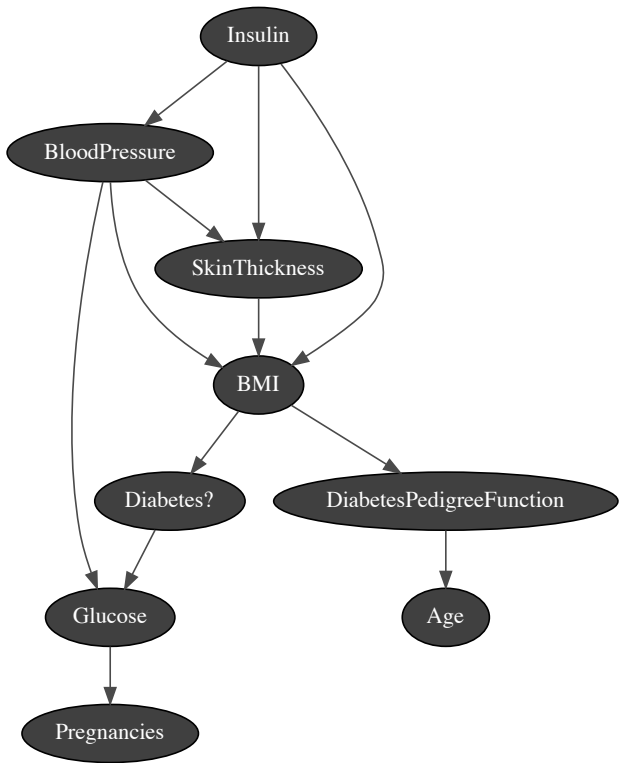 Insulin
BloodPressure
SkinThickness
BMI
Diabetes?
DiabetesPedigreeFunction
Glucose
Age
Pregnancies